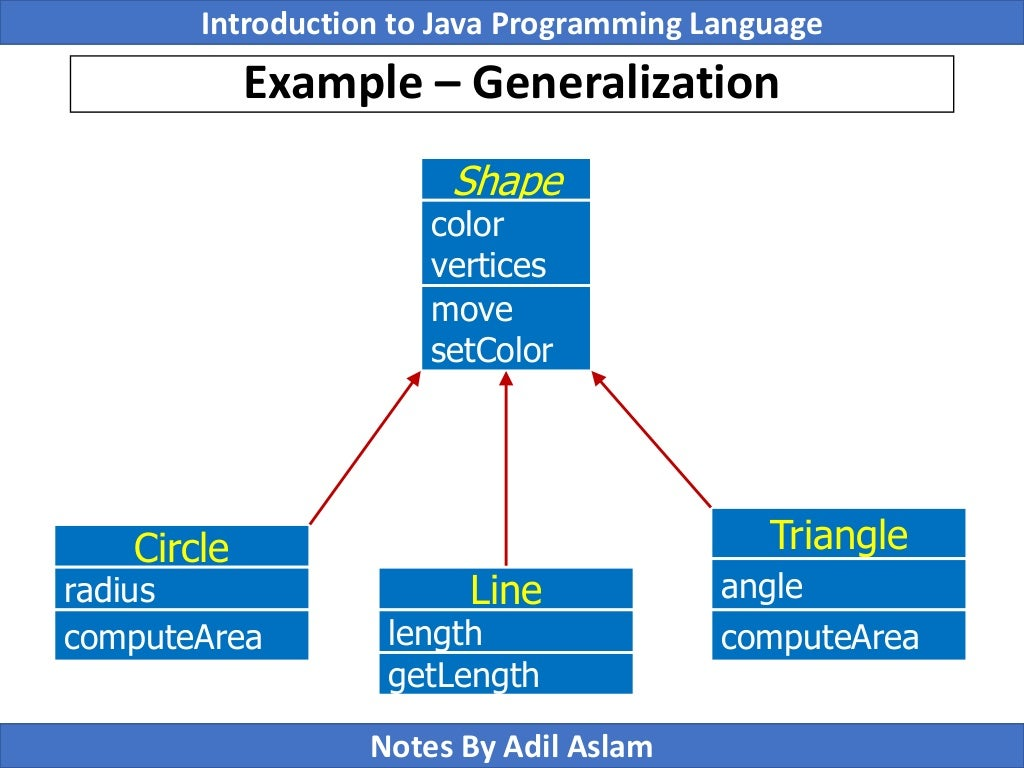 Introduction to Java Programming Language
Example – Generalization
Shape
color
vertices
move
setColor
Circle
radius
computeArea
Line
length
getLength
Triangle
angle
computeArea
Notes By Adil Aslam